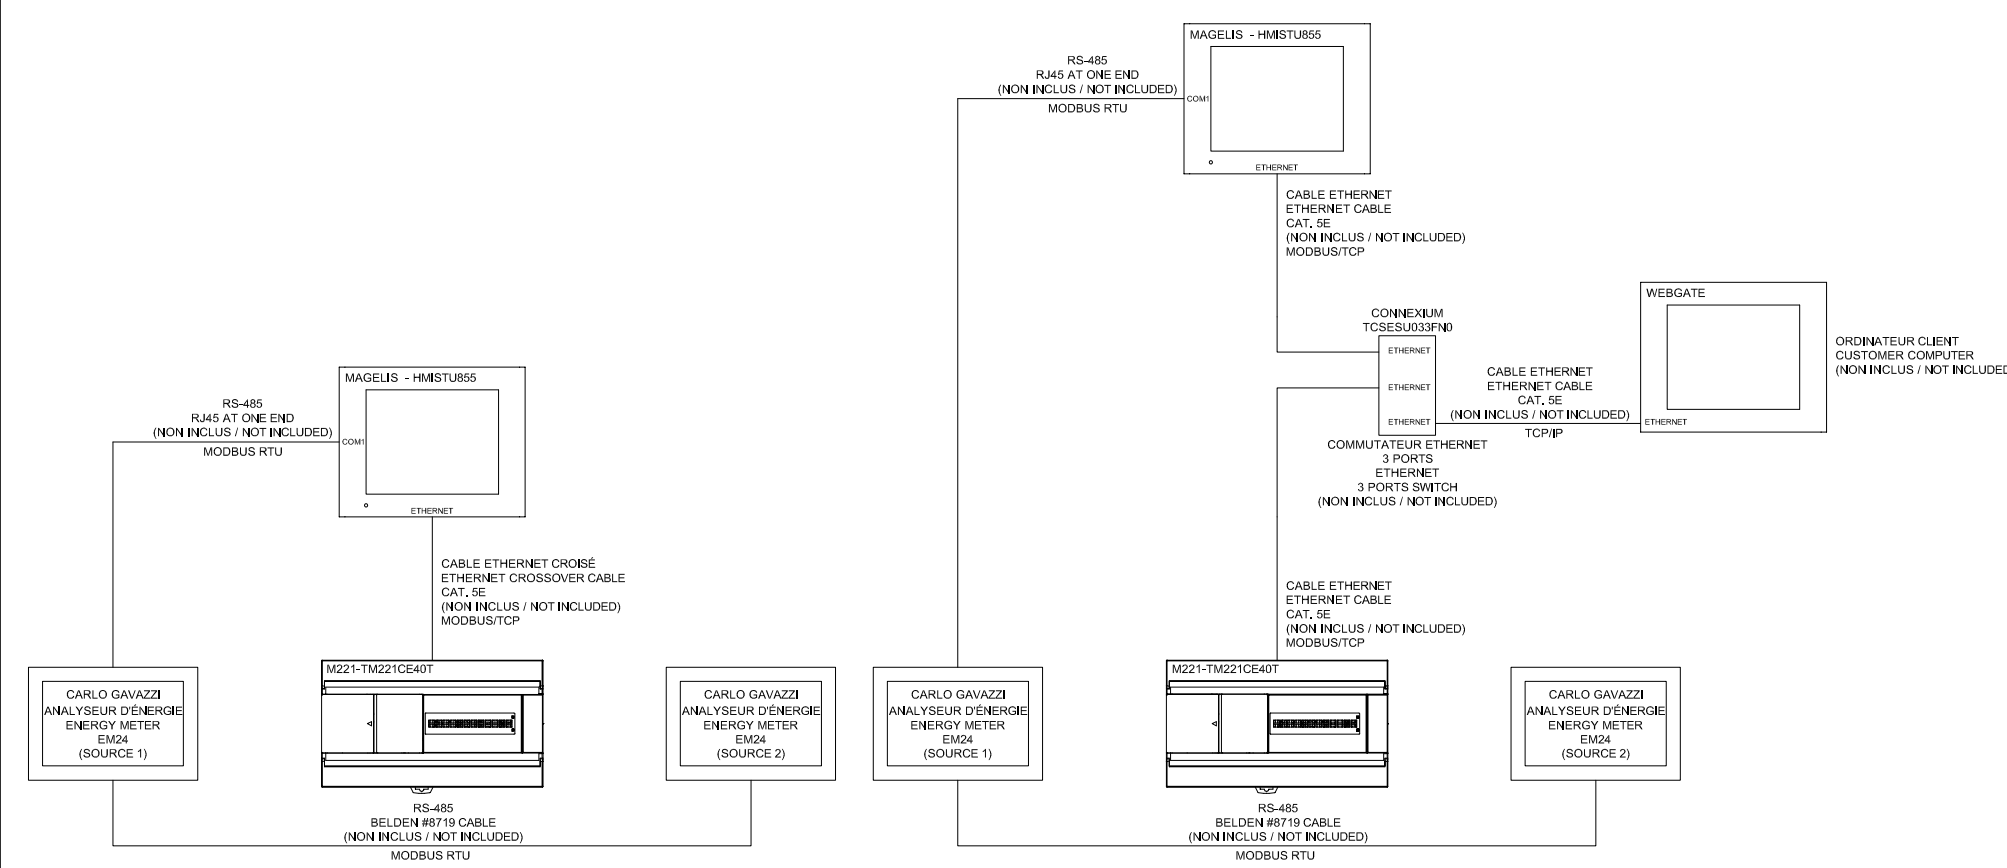 MAGELIS - HMISTU855
RS-485
RJ45 AT ONE END
(NON INCLUS / NOT INCLUDED)
COM1
MODBUS RTU
ETHERNET
CABLE ETHERNET CROISÉ
ETHERNET CROSSOVER CABLE
CAT. 5E
(NON INCLUS / NOT INCLUDED)
MODBUS/TCP
M221-TM221CE40T
CARLO GAVAZZI
ANALYSEUR D'ÉNERGIE
ENERGY METER
EM24
(SOURCE 1)
CARLO GAVAZZI
ANALYSEUR D'ÉNERGIE
ENERGY METER
EM24
(SOURCE 2)
RS-485
BELDEN #8719 CABLE
(NON INCLUS / NOT INCLUDED)
MODBUS RTU
MAGELIS - HMISTU855
RS-485
RJ45 AT ONE END
(NON INCLUS / NOT INCLUDED)
COM1
MODBUS RTU
ETHERNET
CABLE ETHERNET
ETHERNET CABLE
CAT. 5E
(NON INCLUS / NOT INCLUDED)
MODBUS/TCP
CONNEXIUM
TCSESU033FN0
ETHERNET
ETHERNET
ETHERNET
COMMUTATEUR ETHERNET
3 PORTS
ETHERNET
3 PORTS SWITCH
(NON INCLUS / NOT INCLUDED)
CABLE ETHERNET
ETHERNET CABLE
CAT. 5E
(NON INCLUS / NOT INCLUDED)
TCP/IP
WEBGATE
ETHERNET
ORDINATEUR CLIENT
CUSTOMER COMPUTER
(NON INCLUS / NOT INCLUDED
CABLE ETHERNET
ETHERNET CABLE
CAT. 5E
(NON INCLUS / NOT INCLUDED)
MODBUS/TCP
M221-TM221CE40T
CARLO GAVAZZI
ANALYSEUR D'ÉNERGIE
ENERGY METER
EM24
(SOURCE 1)
CARLO GAVAZZI
ANALYSEUR D'ÉNERGIE
ENERGY METER
EM24
(SOURCE 2)
RS-485
BELDEN #8719 CABLE
(NON INCLUS / NOT INCLUDED)
MODBUS RTU